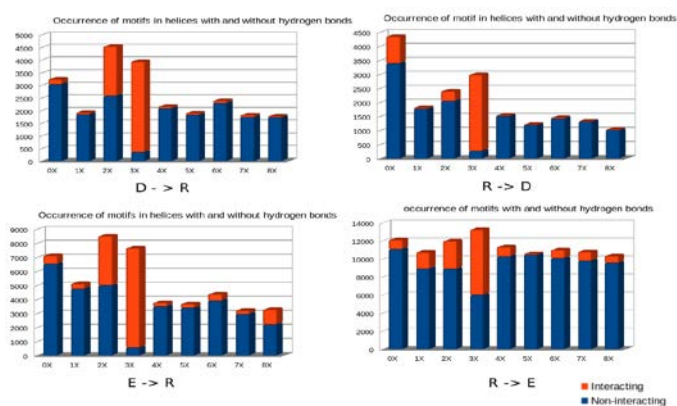 Occurrence of motifs in helices with and without hydrogen bonds
5000
4500
4000
3500
3000
2500
2000
1500
1000
500
0
0X 1X 2X 3X 4X 5X 6X 7X 8X
D - > R
Occurrence of motif in helices with and without hydrogen bonds
4500
4000
3500
3000
2500
2000
1500
1000
500
0
0X 1X 2X 3X 4X 5X 6X 7X 8X
R -> D
Occurrence of motifs in helices with and without hydrogen bonds
9000
8000
7000
6000
5000
4000
3000
2000
1000
0
0X 1X 2X 3X 4X 5X 6X 7X 8X
E -> R
occurrence of motifs with and without hydrogen bonds
14000
12000
10000
8000
6000
4000
2000
0
0X 1X 2X 3X 4X 5X 6X 7X 8X
R -> E
Interacting
Non-interacting